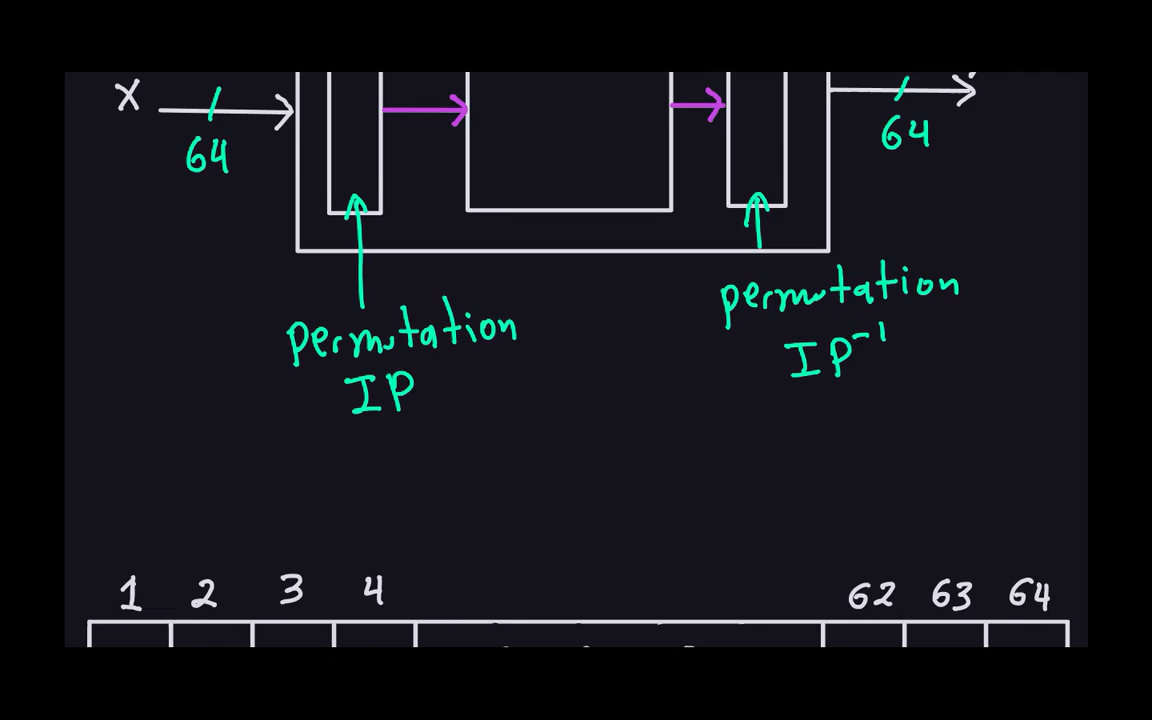 X
64
64
permutation
IP
permutation
IP⁻¹
1 2 3 4 62 63 64